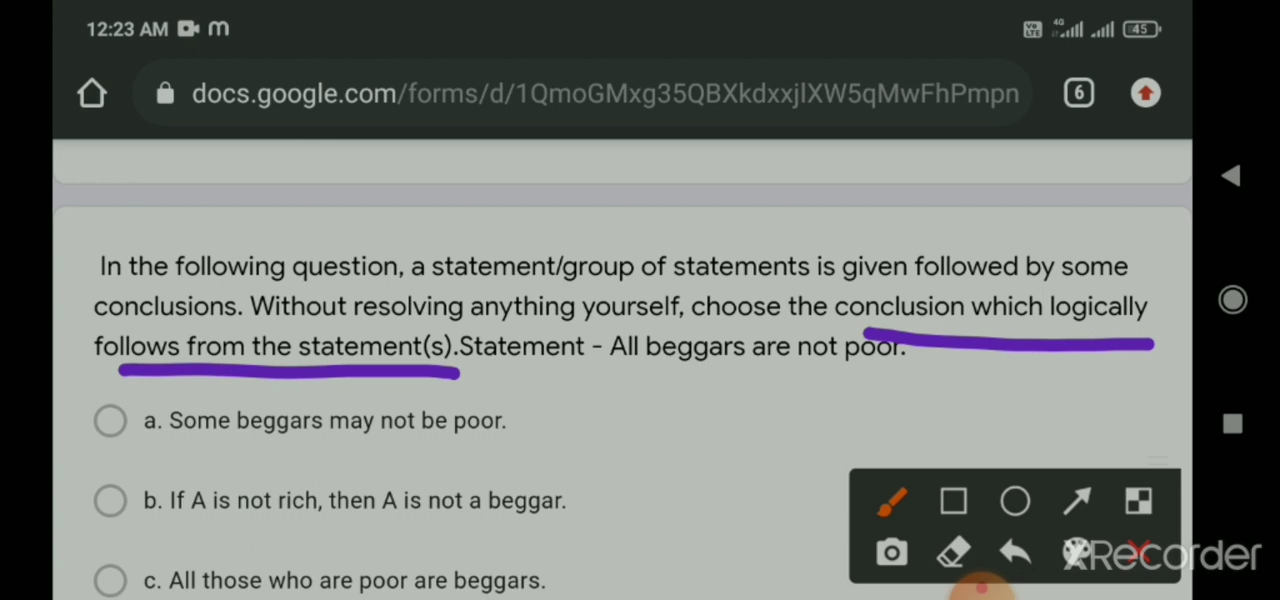 12:23 AM m
4G 45
docs.google.com/forms/d/1QmoGMxg35QBXkdxxjlXW5qMwFhPmpn 6
In the following question, a statement/group of statements is given followed by some
conclusions. Without resolving anything yourself, choose the conclusion which logically
follows from the statement(s).Statement - All beggars are not poor.
a. Some beggars may not be poor.
b. If A is not rich, then A is not a beggar.
c. All those who are poor are beggars.
XRecorder